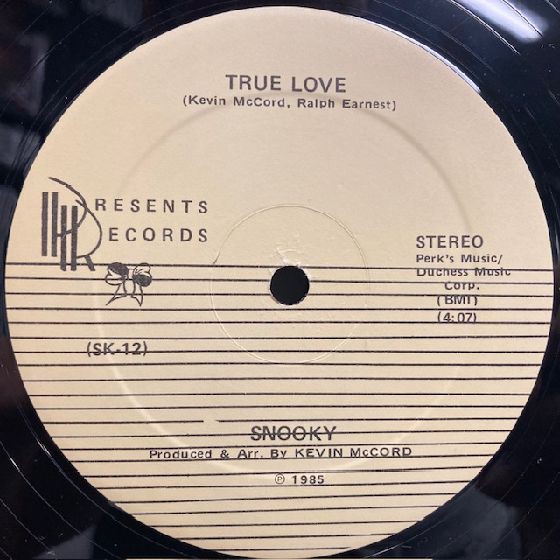 TRUE LOVE
(Kevin McCord, Ralph Earnest)
PRESENTS
RECORDS
STEREO
Perk's Music/
Duchess Music
Corp.
(BMI)
(4:07)
(SK-12)
SNOOKY
Produced & Arr. By KEVIN McCORD
℗ 1985